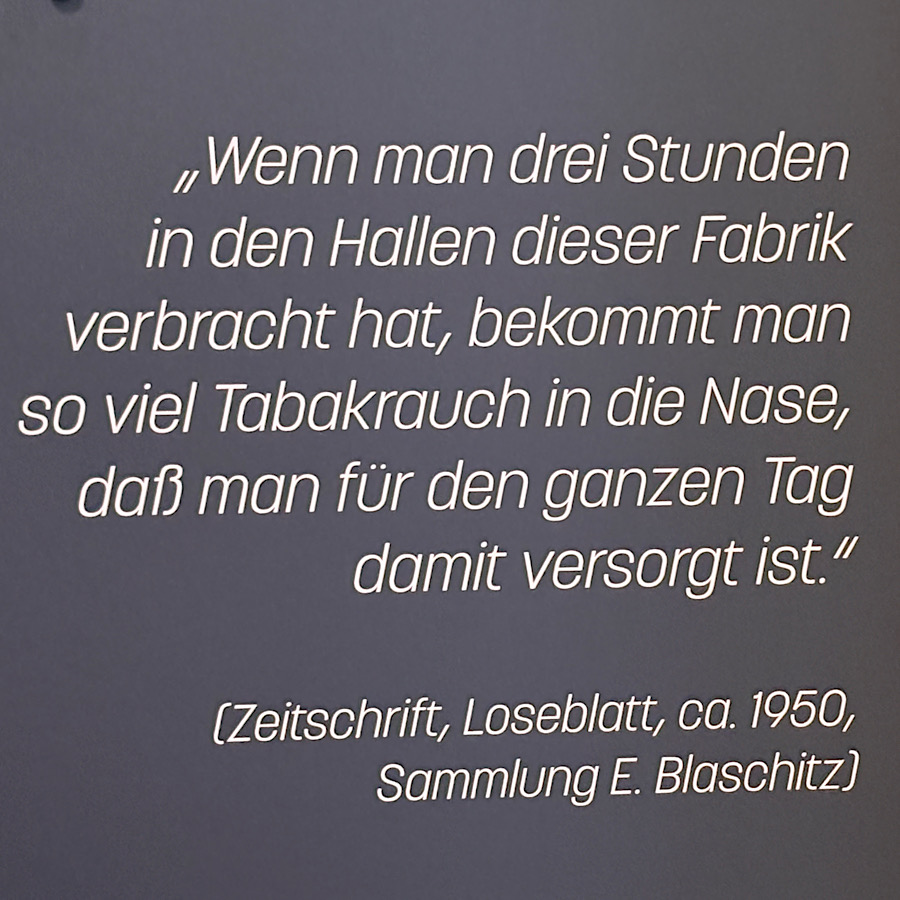 „Wenn man drei Stunden
in den Hallen dieser Fabrik
verbracht hat, bekommt man
so viel Tabakrauch in die Nase,
daß man für den ganzen Tag
damit versorgt ist.“
(Zeitschrift, Loseblatt, ca. 1950,
Sammlung E. Blaschitz)